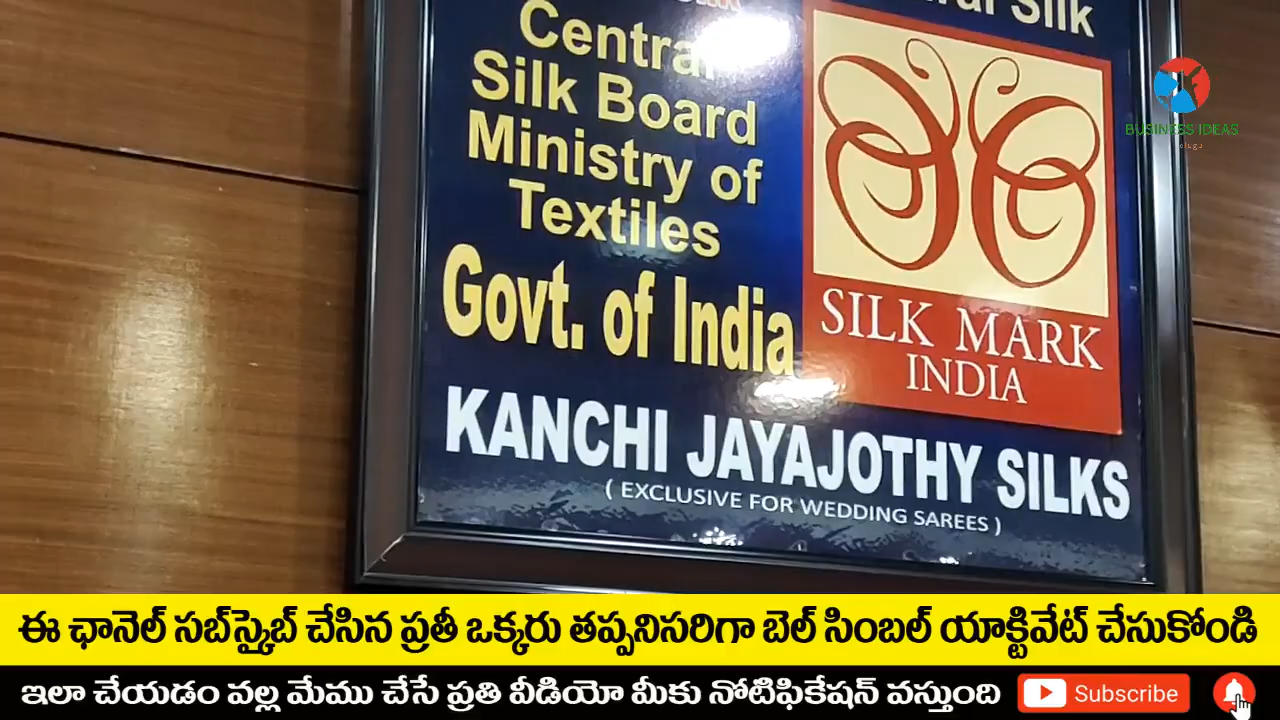 Central
Silk Board
Ministry of
Textiles
Govt. of India
Silk
SILK MARK
INDIA
KANCHI JAYAJOTHY SILKS
( EXCLUSIVE FOR WEDDING SAREES )
BUSINESS IDEAS
ఈ ఛానెల్ సబ్‌స్క్రైబ్ చేసిన ప్రతీ ఒక్కరు తప్పనిసరిగా బెల్ సింబల్ యాక్టివేట్ చేసుకోండి
ఇలా చేయడం వల్ల మేము చేసే ప్రతి వీడియో మీకు నోటిఫికేషన్ వస్తుంది
Subscribe